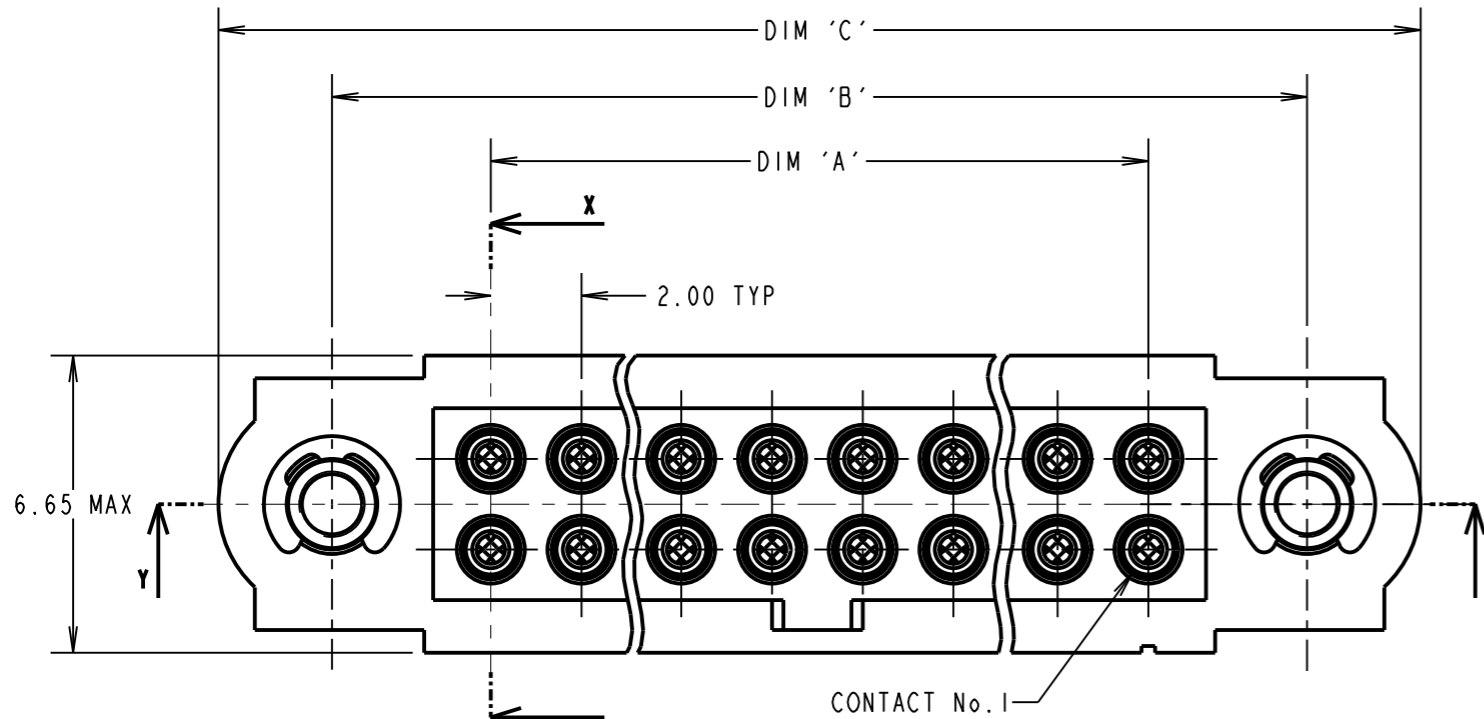 DIM 'C'
DIM 'B'
DIM 'A'
X
2.00 TYP
6.65 MAX
Y
CONTACT No.1